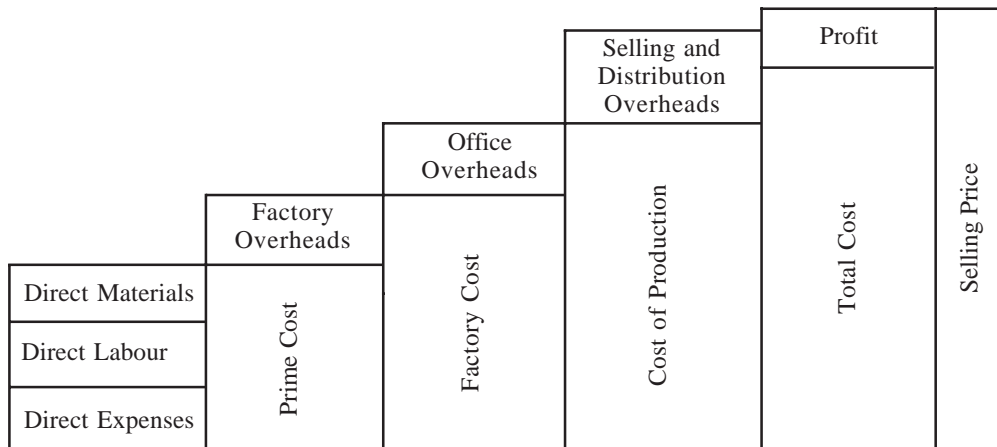 Direct Materials
Direct Labour
Direct Expenses
Factory
Overheads
Prime Cost
Office
Overheads
Factory Cost
Selling and
Distribution
Overheads
Cost of Production
Profit
Total Cost
Selling Price